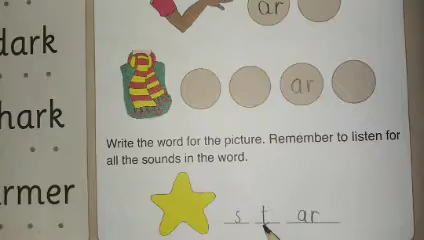 ar
dark
ar
hark
Write the word for the picture. Remember to listen for
all the sounds in the word.
rmer
s t ar